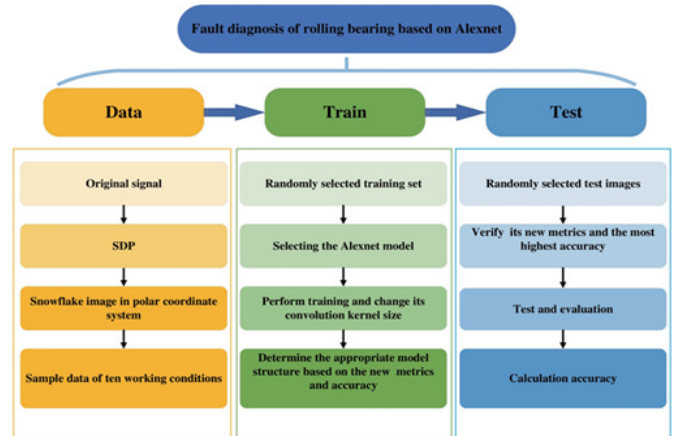 Fault diagnosis of rolling bearing based on Alexnet
Data
Train
Test
Original signal
SDP
Snowflake image in polar coordinate
system
Sample data of ten working conditions
Randomly selected training set
Selecting the Alexnet model
Perform training and change its
convolution kernel size
Determine the appropriate model
structure based on the new metrics
and accuracy
Randomly selected test images
Verify its new metrics and the most
highest accuracy
Test and evaluation
Calculation accuracy